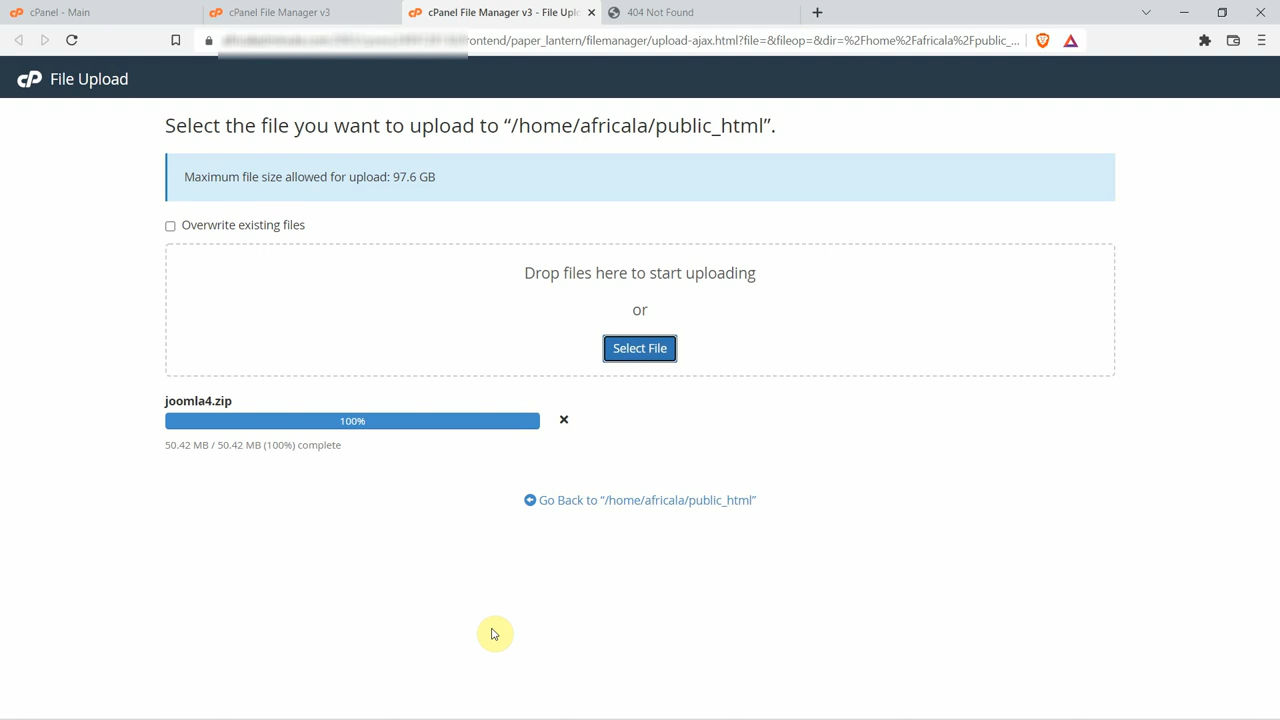 cPanel - Main
cPanel File Manager v3
cPanel File Manager v3 - File Uplo
404 Not Found
rontend/paper_lantern/filemanager/upload-ajax.html?file=&fileop=&dir=%2Fhome%2Fafricala%2Fpublic_...
cP File Upload
Select the file you want to upload to “/home/africala/public_html”.
Maximum file size allowed for upload: 97.6 GB
Overwrite existing files
Drop files here to start uploading
or
Select File
joomla4.zip
100%
50.42 MB / 50.42 MB (100%) complete
Go Back to “/home/africala/public_html”